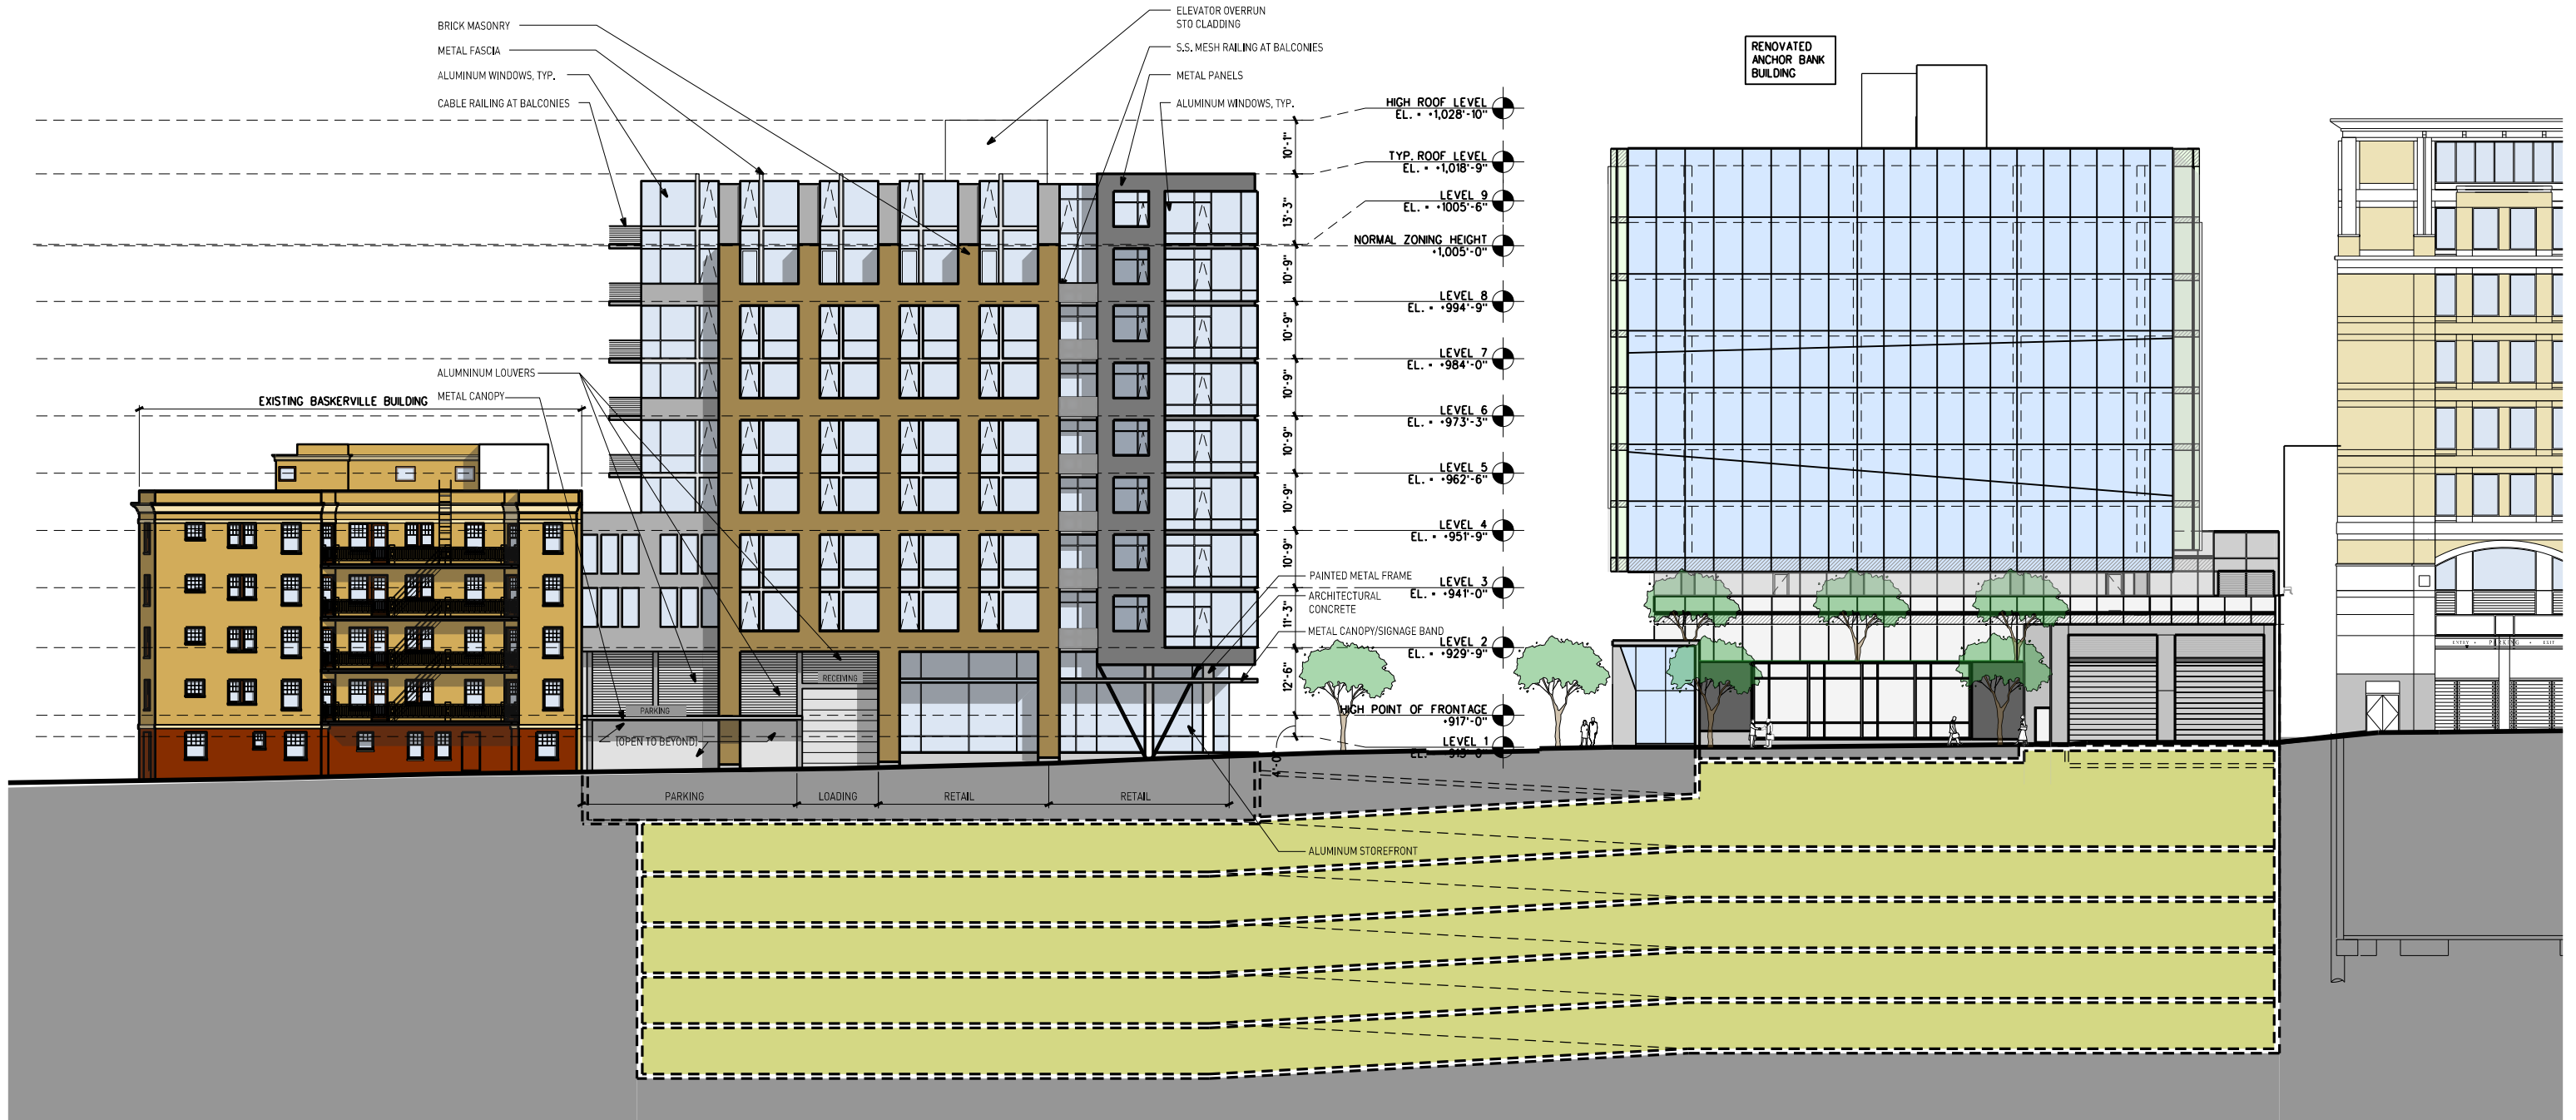 BRICK MASONRY
METAL FASCIA
ALUMINUM WINDOWS, TYP.
CABLE RAILING AT BALCONIES
ELEVATOR OVERRUN
STO CLADDING
S.S. MESH RAILING AT BALCONIES
METAL PANELS
ALUMINUM WINDOWS, TYP.
RENOVATED
ANCHOR BANK
BUILDING
HIGH ROOF LEVEL
EL. = +1,028'-10"
10'-1"
TYP. ROOF LEVEL
EL. = +1,018'-9"
13'-3"
LEVEL 9
EL. = +1005'-6"
NORMAL ZONING HEIGHT
+1,005'-0"
10'-9"
LEVEL 8
EL. = +994'-9"
10'-9"
LEVEL 7
EL. = +984'-0"
10'-9"
LEVEL 6
EL. = +973'-3"
10'-9"
LEVEL 5
EL. = +962'-6"
10'-9"
LEVEL 4
EL. = +951'-9"
10'-9"
LEVEL 3
EL. = +941'-0"
11'-3"
LEVEL 2
EL. = +929'-9"
12'-6"
HIGH POINT OF FRONTAGE
+917'-0"
LEVEL 1
EL.
ALUMNINUM LOUVERS
METAL CANOPY
EXISTING BASKERVILLE BUILDING
PAINTED METAL FRAME
ARCHITECTURAL
CONCRETE
METAL CANOPY/SIGNAGE BAND
RECEIVING
PARKING
(OPEN TO BEYOND)
PARKING
LOADING
RETAIL
RETAIL
ALUMINUM STOREFRONT
ENTRY • PARKING • EXIT